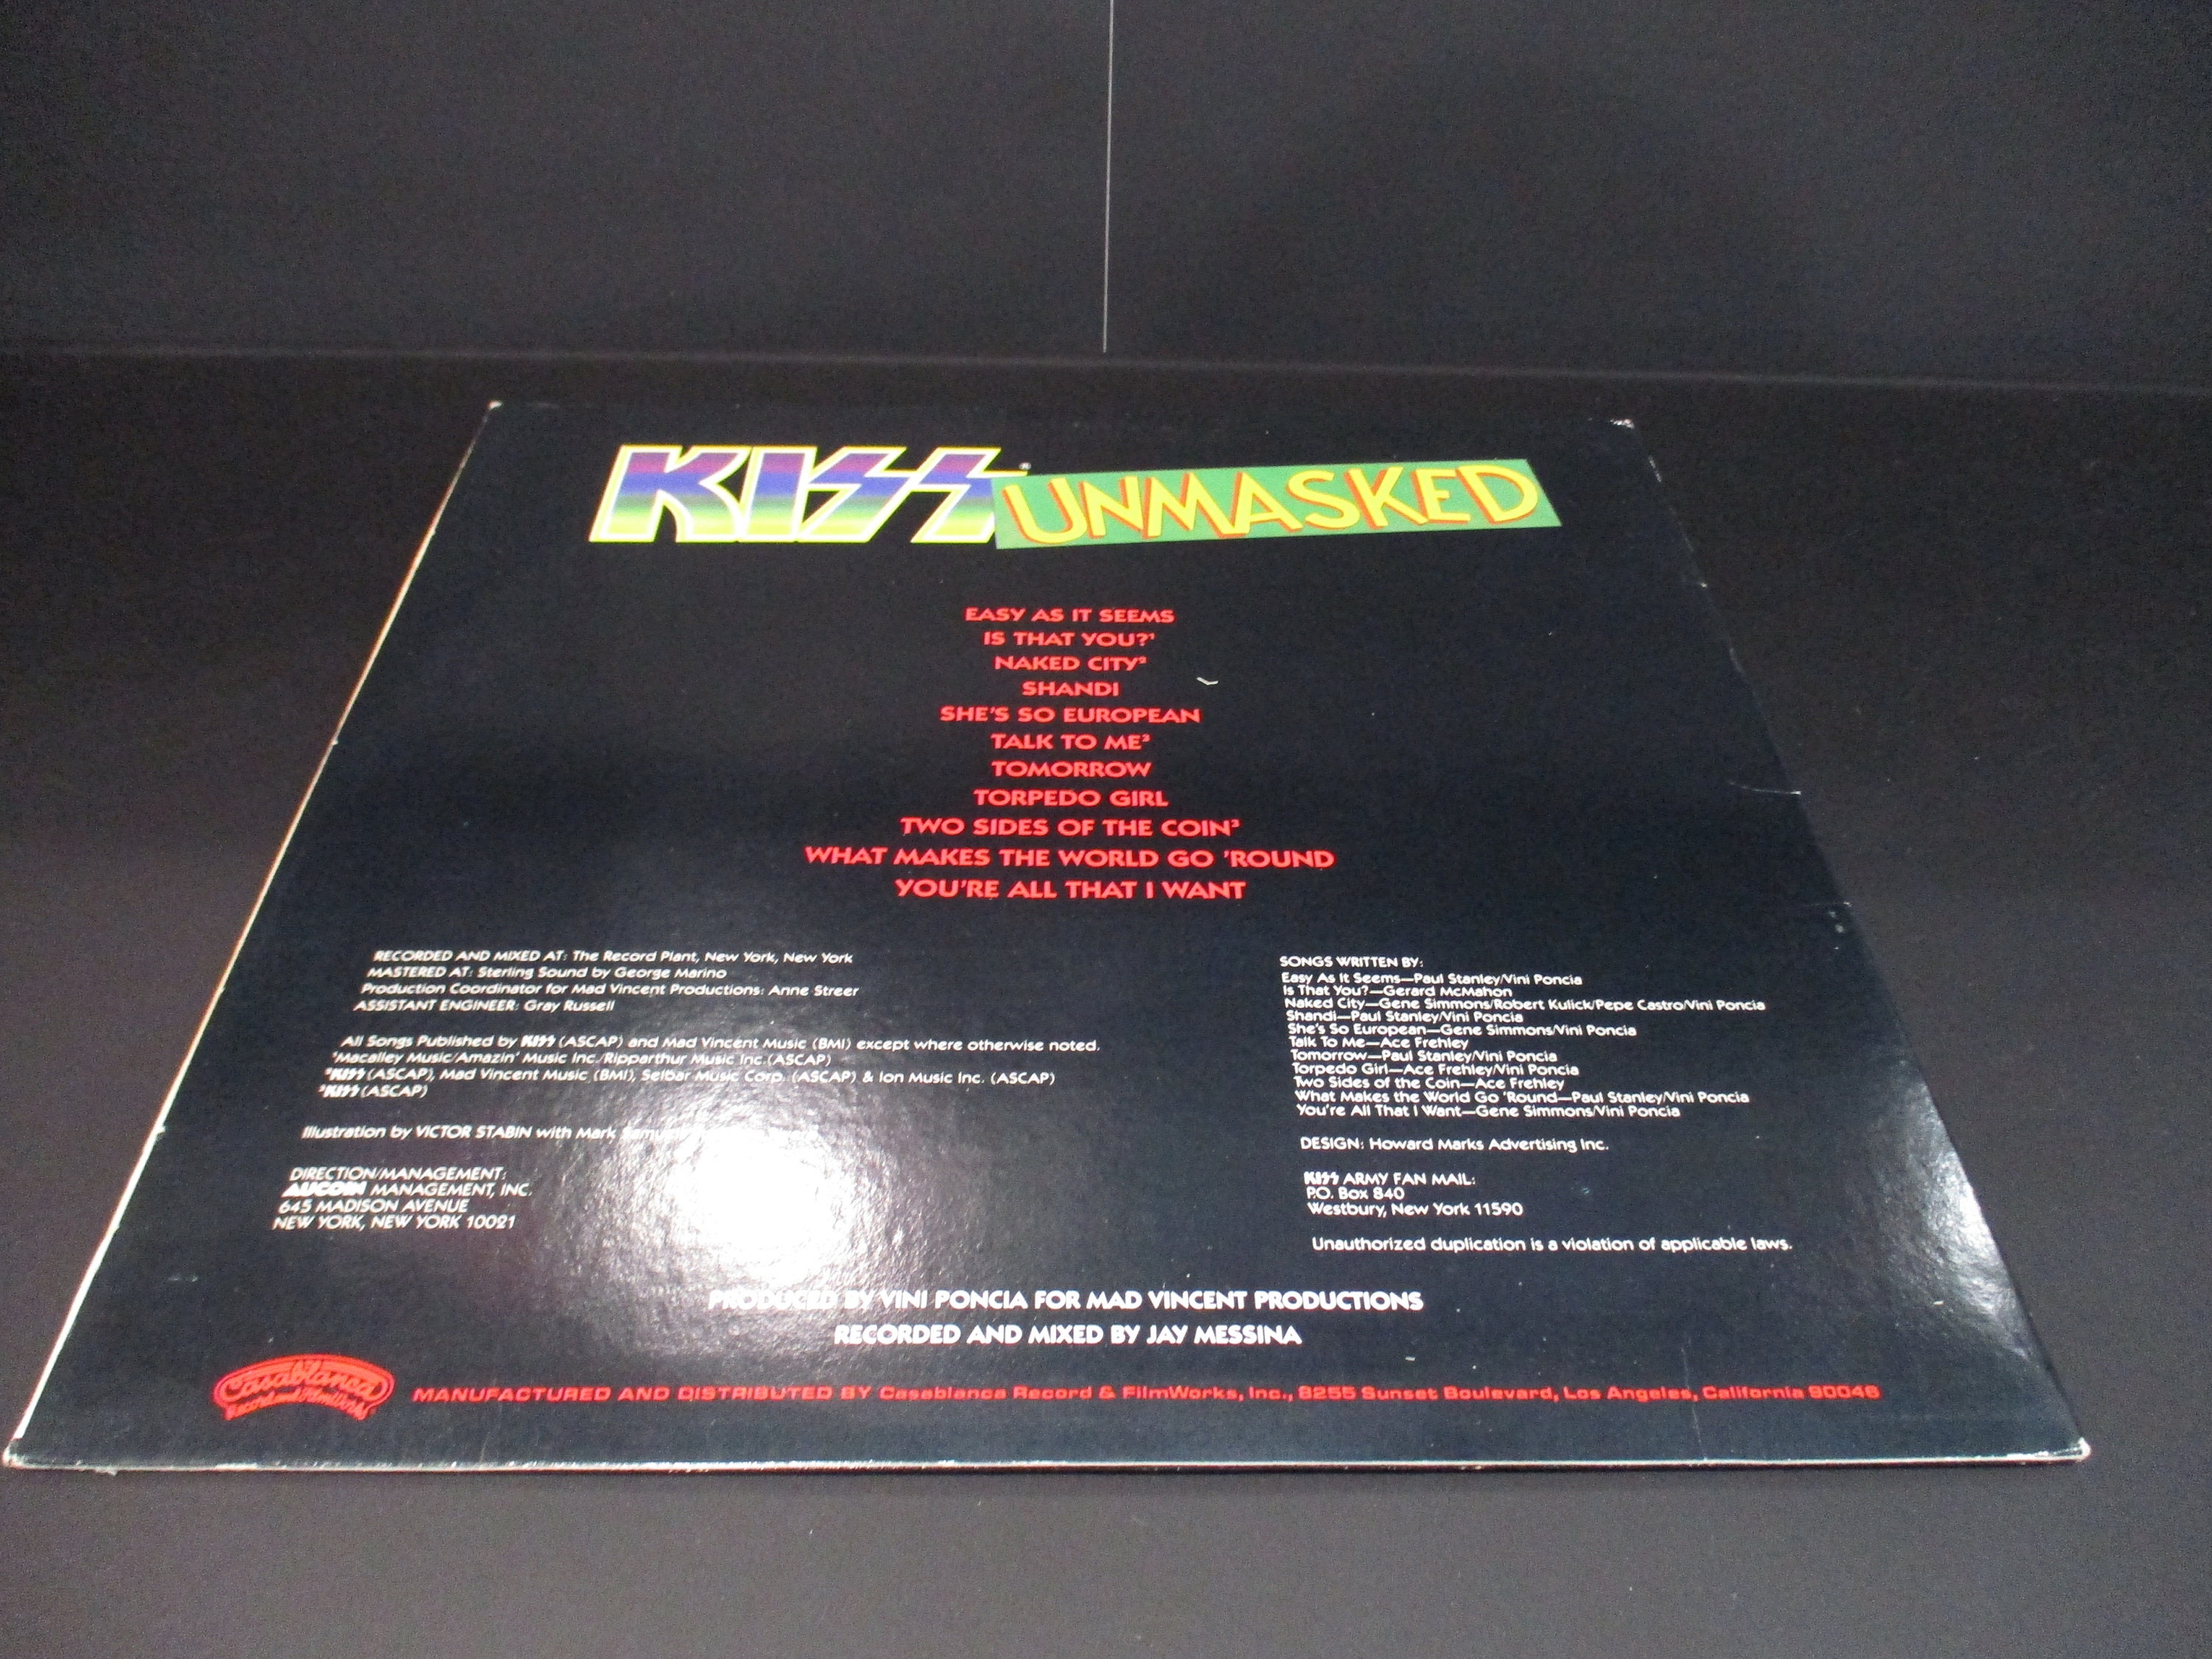 KISS® UNMASKED
EASY AS IT SEEMS
IS THAT YOU?¹
NAKED CITY²
SHANDI
SHE'S SO EUROPEAN
TALK TO ME³
TOMORROW
TORPEDO GIRL
TWO SIDES OF THE COIN³
WHAT MAKES THE WORLD GO 'ROUND
YOU'RE ALL THAT I WANT
RECORDED AND MIXED AT: The Record Plant, New York, New York
MASTERED AT: Sterling Sound by George Marino
Production Coordinator for Mad Vincent Productions: Anne Streer
ASSISTANT ENGINEER: Gray Russell
All Songs Published by KISS (ASCAP) and Mad Vincent Music (BMI) except where otherwise noted.
¹Macalley Music/Amazin' Music Inc./Ripparthur Music Inc. (ASCAP)
²KISS (ASCAP), Mad Vincent Music (BMI), Selbar Music Corp. (ASCAP) & Ion Music Inc. (ASCAP)
³KISS (ASCAP)
Illustration by VICTOR STABIN with Mark
DIRECTION/MANAGEMENT:
AUCOIN MANAGEMENT, INC.
645 MADISON AVENUE
NEW YORK, NEW YORK 10021
SONGS WRITTEN BY:
Easy As It Seems—Paul Stanley/Vini Poncia
Is That You?—Gerard McMahon
Naked City—Gene Simmons/Robert Kulick/Pepe Castro/Vini Poncia
Shandi—Paul Stanley/Vini Poncia
She's So European—Gene Simmons/Vini Poncia
Talk To Me—Ace Frehley
Tomorrow—Paul Stanley/Vini Poncia
Torpedo Girl—Ace Frehley/Vini Poncia
Two Sides of the Coin—Ace Frehley
What Makes the World Go 'Round—Paul Stanley/Vini Poncia
You're All That I Want—Gene Simmons/Vini Poncia
DESIGN: Howard Marks Advertising Inc.
KISS ARMY FAN MAIL:
P.O. Box 840
Westbury, New York 11590
Unauthorized duplication is a violation of applicable laws.
PRODUCED BY VINI PONCIA FOR MAD VINCENT PRODUCTIONS
RECORDED AND MIXED BY JAY MESSINA
Casablanca
Record and FilmWorks
MANUFACTURED AND DISTRIBUTED BY Casablanca Record & FilmWorks, Inc., 8255 Sunset Boulevard, Los Angeles, California 90046